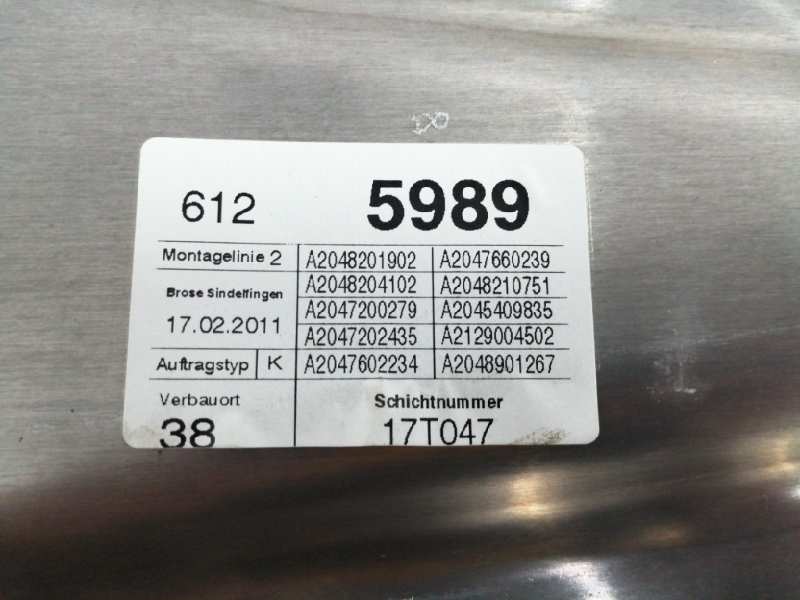 612 5989
Montagelinie 2 A2048201902 A2047660239
Brose Sindelfingen A2048204102 A2048210751
17.02.2011 A2047200279 A2045409835
A2047202435 A2129004502
Auftragstyp K A2047602234 A2048901267
Verbauort Schichtnummer
38 17T047